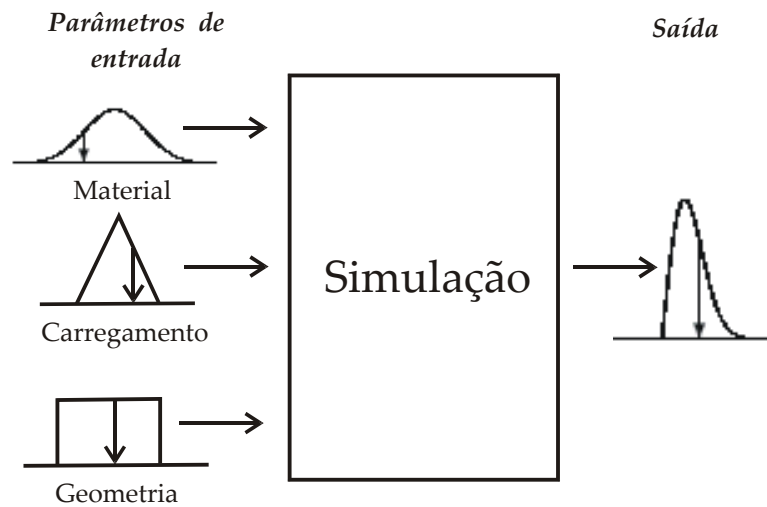 Parâmetros de
entrada
Saída
Material
Simulação
Carregamento
Geometria